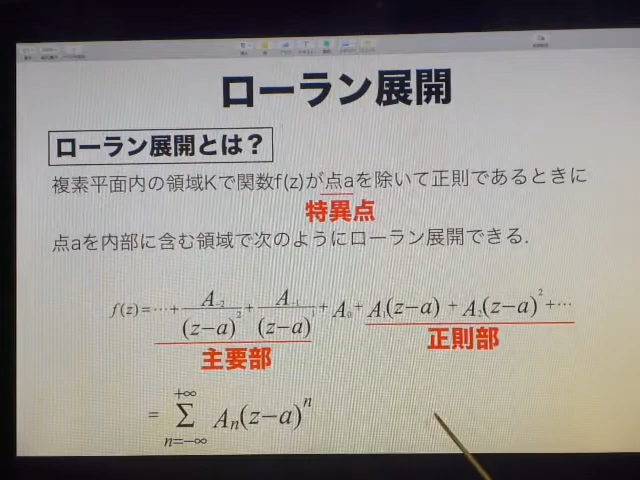 ローラン展開
ローラン展開とは？
複素平面内の領域Kで関数f(z)が点aを除いて正則であるときに
特異点
点aを内部に含む領域で次のようにローラン展開できる.
f(z)=…+ A₋₂/(z−a)² + A₋₁/(z−a)¹ + A₀ + A₁(z−a) + A₂(z−a)² +…
主要部 正則部
= Σ_{n=−∞}^{+∞} Aₙ(z−a)ⁿ